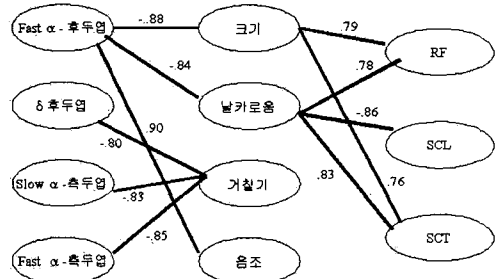 Fast α - 후두엽
-.88
크기
.79
RF
-.84
.78
δ 후두엽
.90
날카로움
-.86
SCL
-.80
Slow α -측두엽
-.83
거칠기
.83
.76
-.85
Fast α -측두엽
음조
SCT